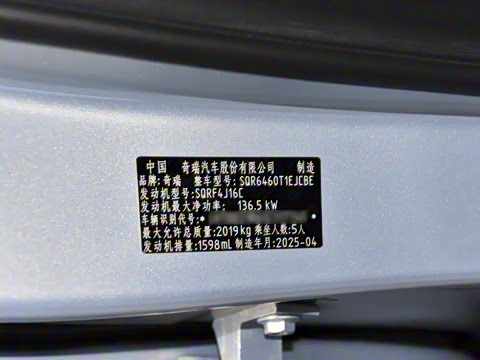 中国 奇瑞汽车股份有限公司 制造
品牌:奇瑞 整车型号:SQR6460T1EJCBE
发动机型号:SQRF4J16C
发动机最大净功率: 136.5 kW
车辆识别代号:* *
最大允许总质量:2019kg 乘坐人数:5人
发动机排量:1598mL 制造年月:2025-04